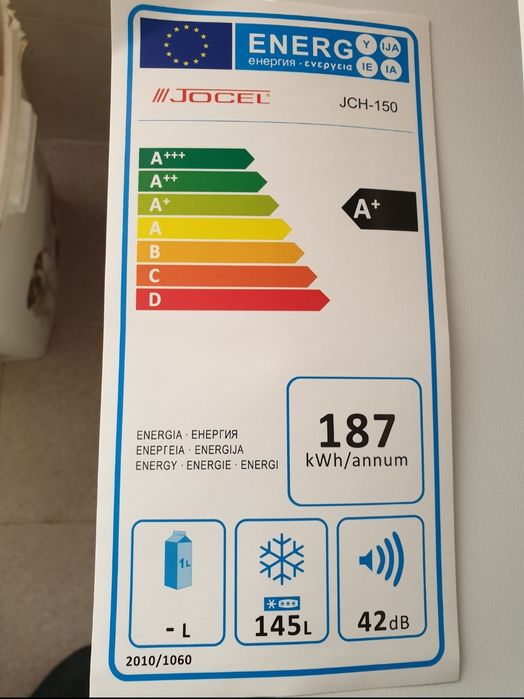 ENERG Y IJA
енергия · ενεργεια IE IA
JOCEL JCH-150
A+++
A++
A+
A
B
C
D
A+
187
kWh/annum
ENERGIA · ЕНЕРГИЯ
ΕΝΕΡΓΕΙΑ · ENERGIJA
ENERGY · ENERGIE · ENERGI
1L
- L
145L
42dB
2010/1060